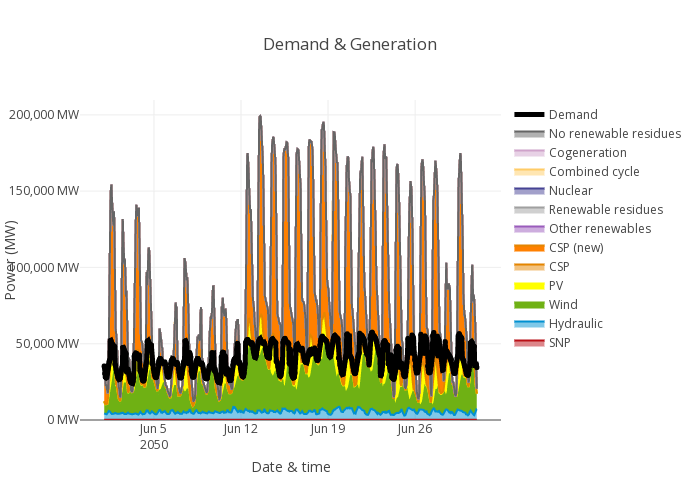 Demand & Generation
200,000 MW
150,000 MW
100,000 MW
50,000 MW
0 MW
Power (MW)
Jun 5
2050
Jun 12
Jun 19
Jun 26
Date & time
Demand
No renewable residues
Cogeneration
Combined cycle
Nuclear
Renewable residues
Other renewables
CSP (new)
CSP
PV
Wind
Hydraulic
SNP